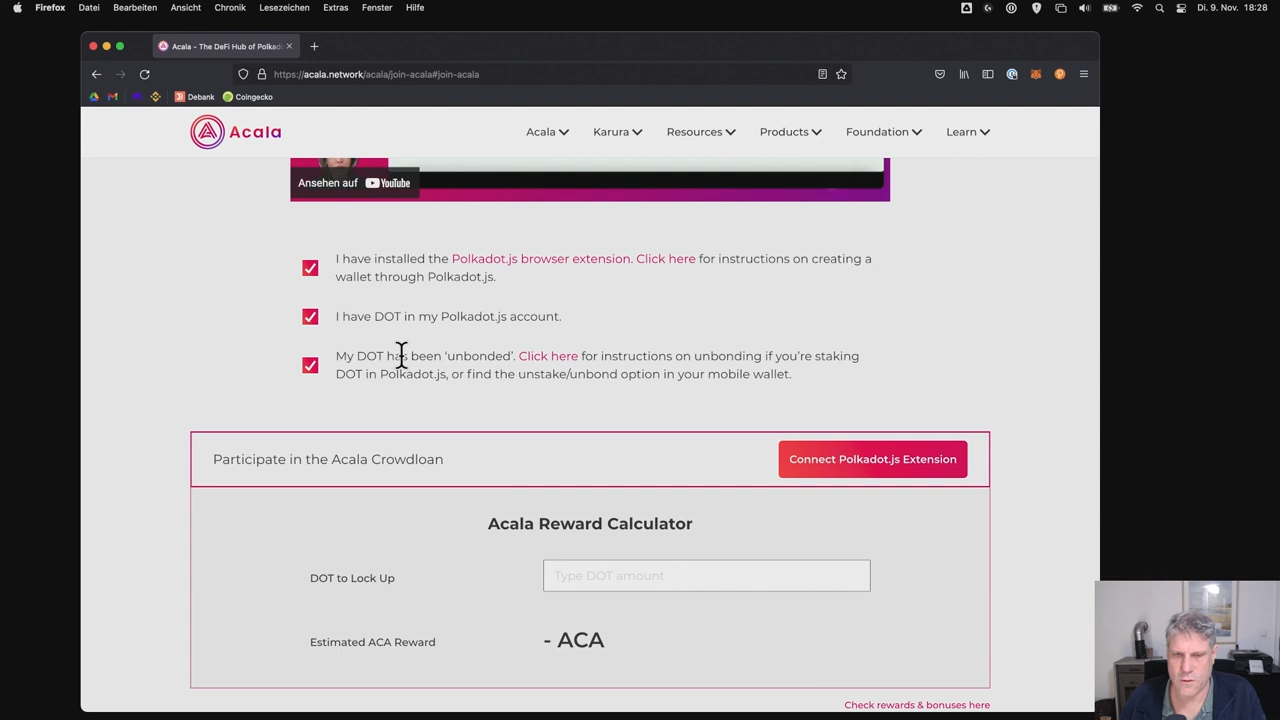 Firefox Datei Bearbeiten Ansicht Chronik Lesezeichen Extras Fenster Hilfe Di. 9. Nov. 18:28
Acala - The DeFi Hub of Polkad
https://acala.network/acala/join-acala#join-acala
Debank Coingecko
Acala Acala Karura Resources Products Foundation Learn
Ansehen auf YouTube
I have installed the Polkadot.js browser extension. Click here for instructions on creating a
wallet through Polkadot.js.
I have DOT in my Polkadot.js account.
My DOT has been ‘unbonded’. Click here for instructions on unbonding if you’re staking
DOT in Polkadot.js, or find the unstake/unbond option in your mobile wallet.
Participate in the Acala Crowdloan Connect Polkadot.js Extension
Acala Reward Calculator
DOT to Lock Up Type DOT amount
Estimated ACA Reward - ACA
Check rewards & bonuses here